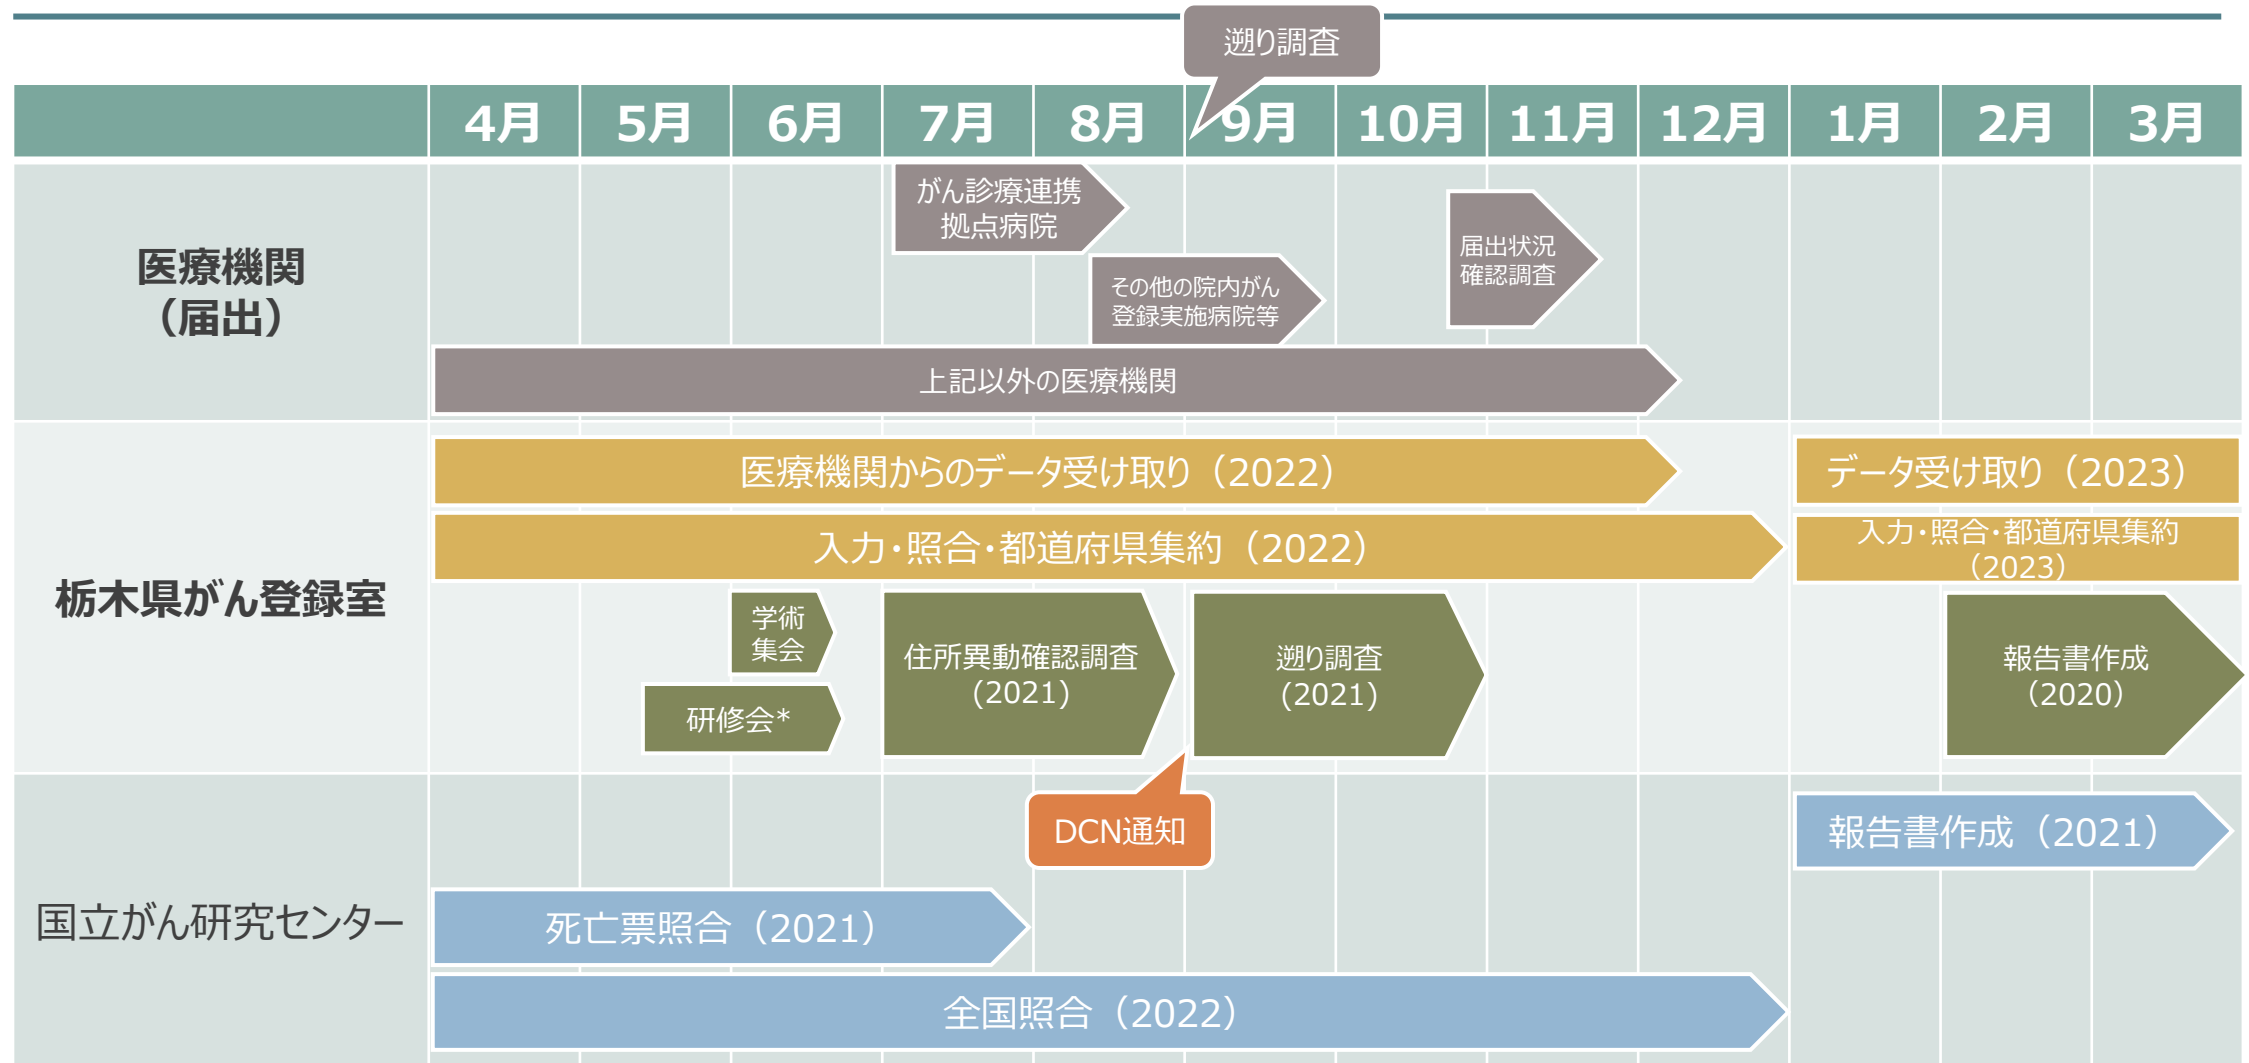 遡り調査
4月 5月 6月 7月 8月 9月 10月 11月 12月 1月 2月 3月
医療機関
（届出）
がん診療連携
拠点病院
その他の院内がん
登録実施病院等
届出状況
確認調査
上記以外の医療機関
栃木県がん登録室
医療機関からのデータ受け取り（2022）
データ受け取り（2023）
入力・照合・都道府県集約（2022）
入力・照合・都道府県集約
（2023）
学術
集会
研修会*
住所異動確認調査
（2021）
遡り調査
（2021）
報告書作成
（2020）
DCN通知
国立がん研究センター
報告書作成（2021）
死亡票照合（2021）
全国照合（2022）